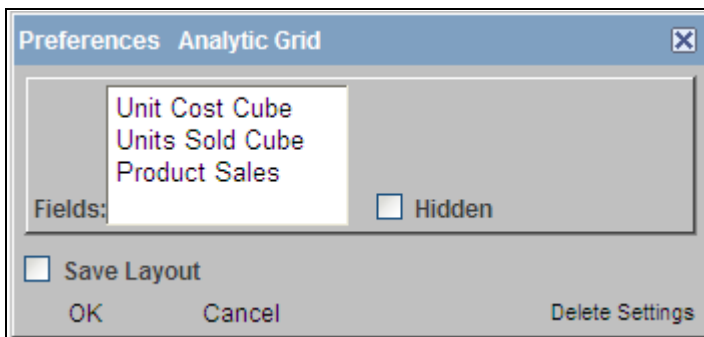 Preferences Analytic Grid
Unit Cost Cube
Units Sold Cube
Product Sales
Fields: Hidden
Save Layout
OK Cancel Delete Settings